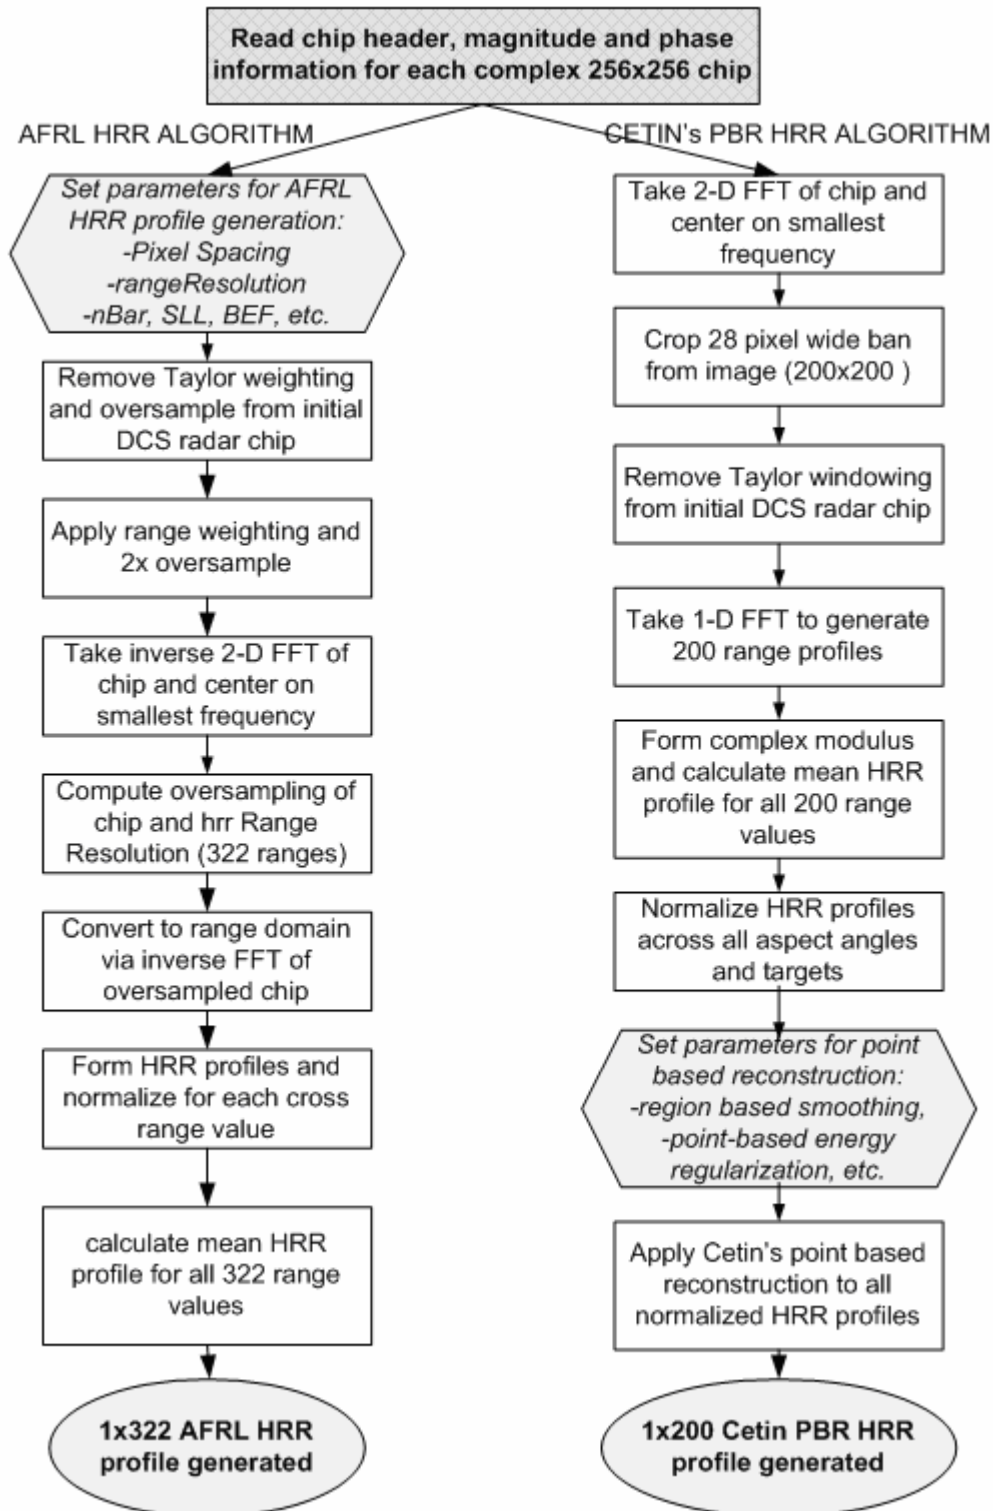 Read chip header, magnitude and phase
information for each complex 256x256 chip
AFRL HRR ALGORITHM
Set parameters for AFRL
HRR profile generation:
-Pixel Spacing
-rangeResolution
-nBar, SLL, BEF, etc.
Remove Taylor weighting
and oversample from initial
DCS radar chip
Apply range weighting and
2x oversample
Take inverse 2-D FFT of
chip and center on
smallest frequency
Compute oversampling of
chip and hrr Range
Resolution (322 ranges)
Convert to range domain
via inverse FFT of
oversampled chip
Form HRR profiles and
normalize for each cross
range value
calculate mean HRR
profile for all 322 range
values
1x322 AFRL HRR
profile generated
CETIN's PBR HRR ALGORITHM
Take 2-D FFT of chip and
center on smallest
frequency
Crop 28 pixel wide ban
from image (200x200 )
Remove Taylor windowing
from initial DCS radar chip
Take 1-D FFT to generate
200 range profiles
Form complex modulus
and calculate mean HRR
profile for all 200 range
values
Normalize HRR profiles
across all aspect angles
and targets
Set parameters for point
based reconstruction:
-region based smoothing,
-point-based energy
regularization, etc.
Apply Cetin's point based
reconstruction to all
normalized HRR profiles
1x200 Cetin PBR HRR
profile generated